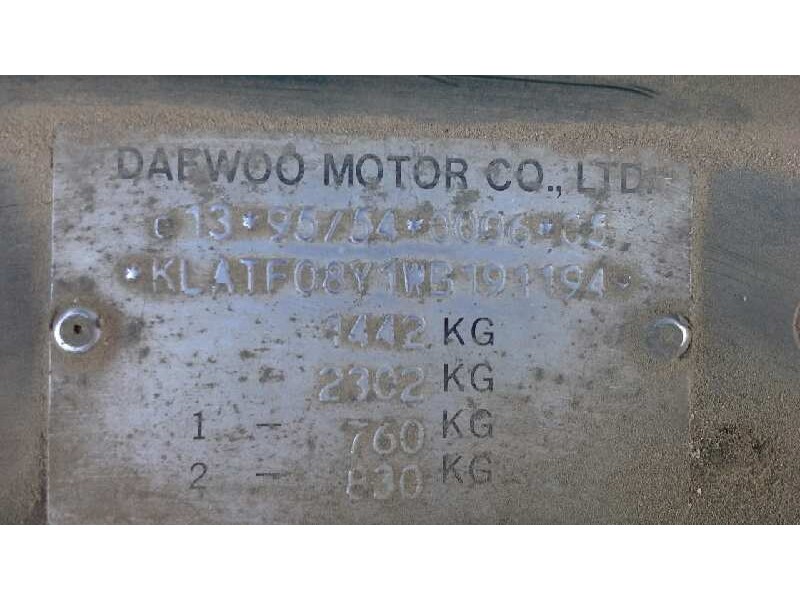 DAEWOO MOTOR CO., LTD.
e13*95/54*0006*05
*KLATF08Y1WB191194*
1442 KG
- 2302 KG
1 - 760 KG
2 - 830 KG